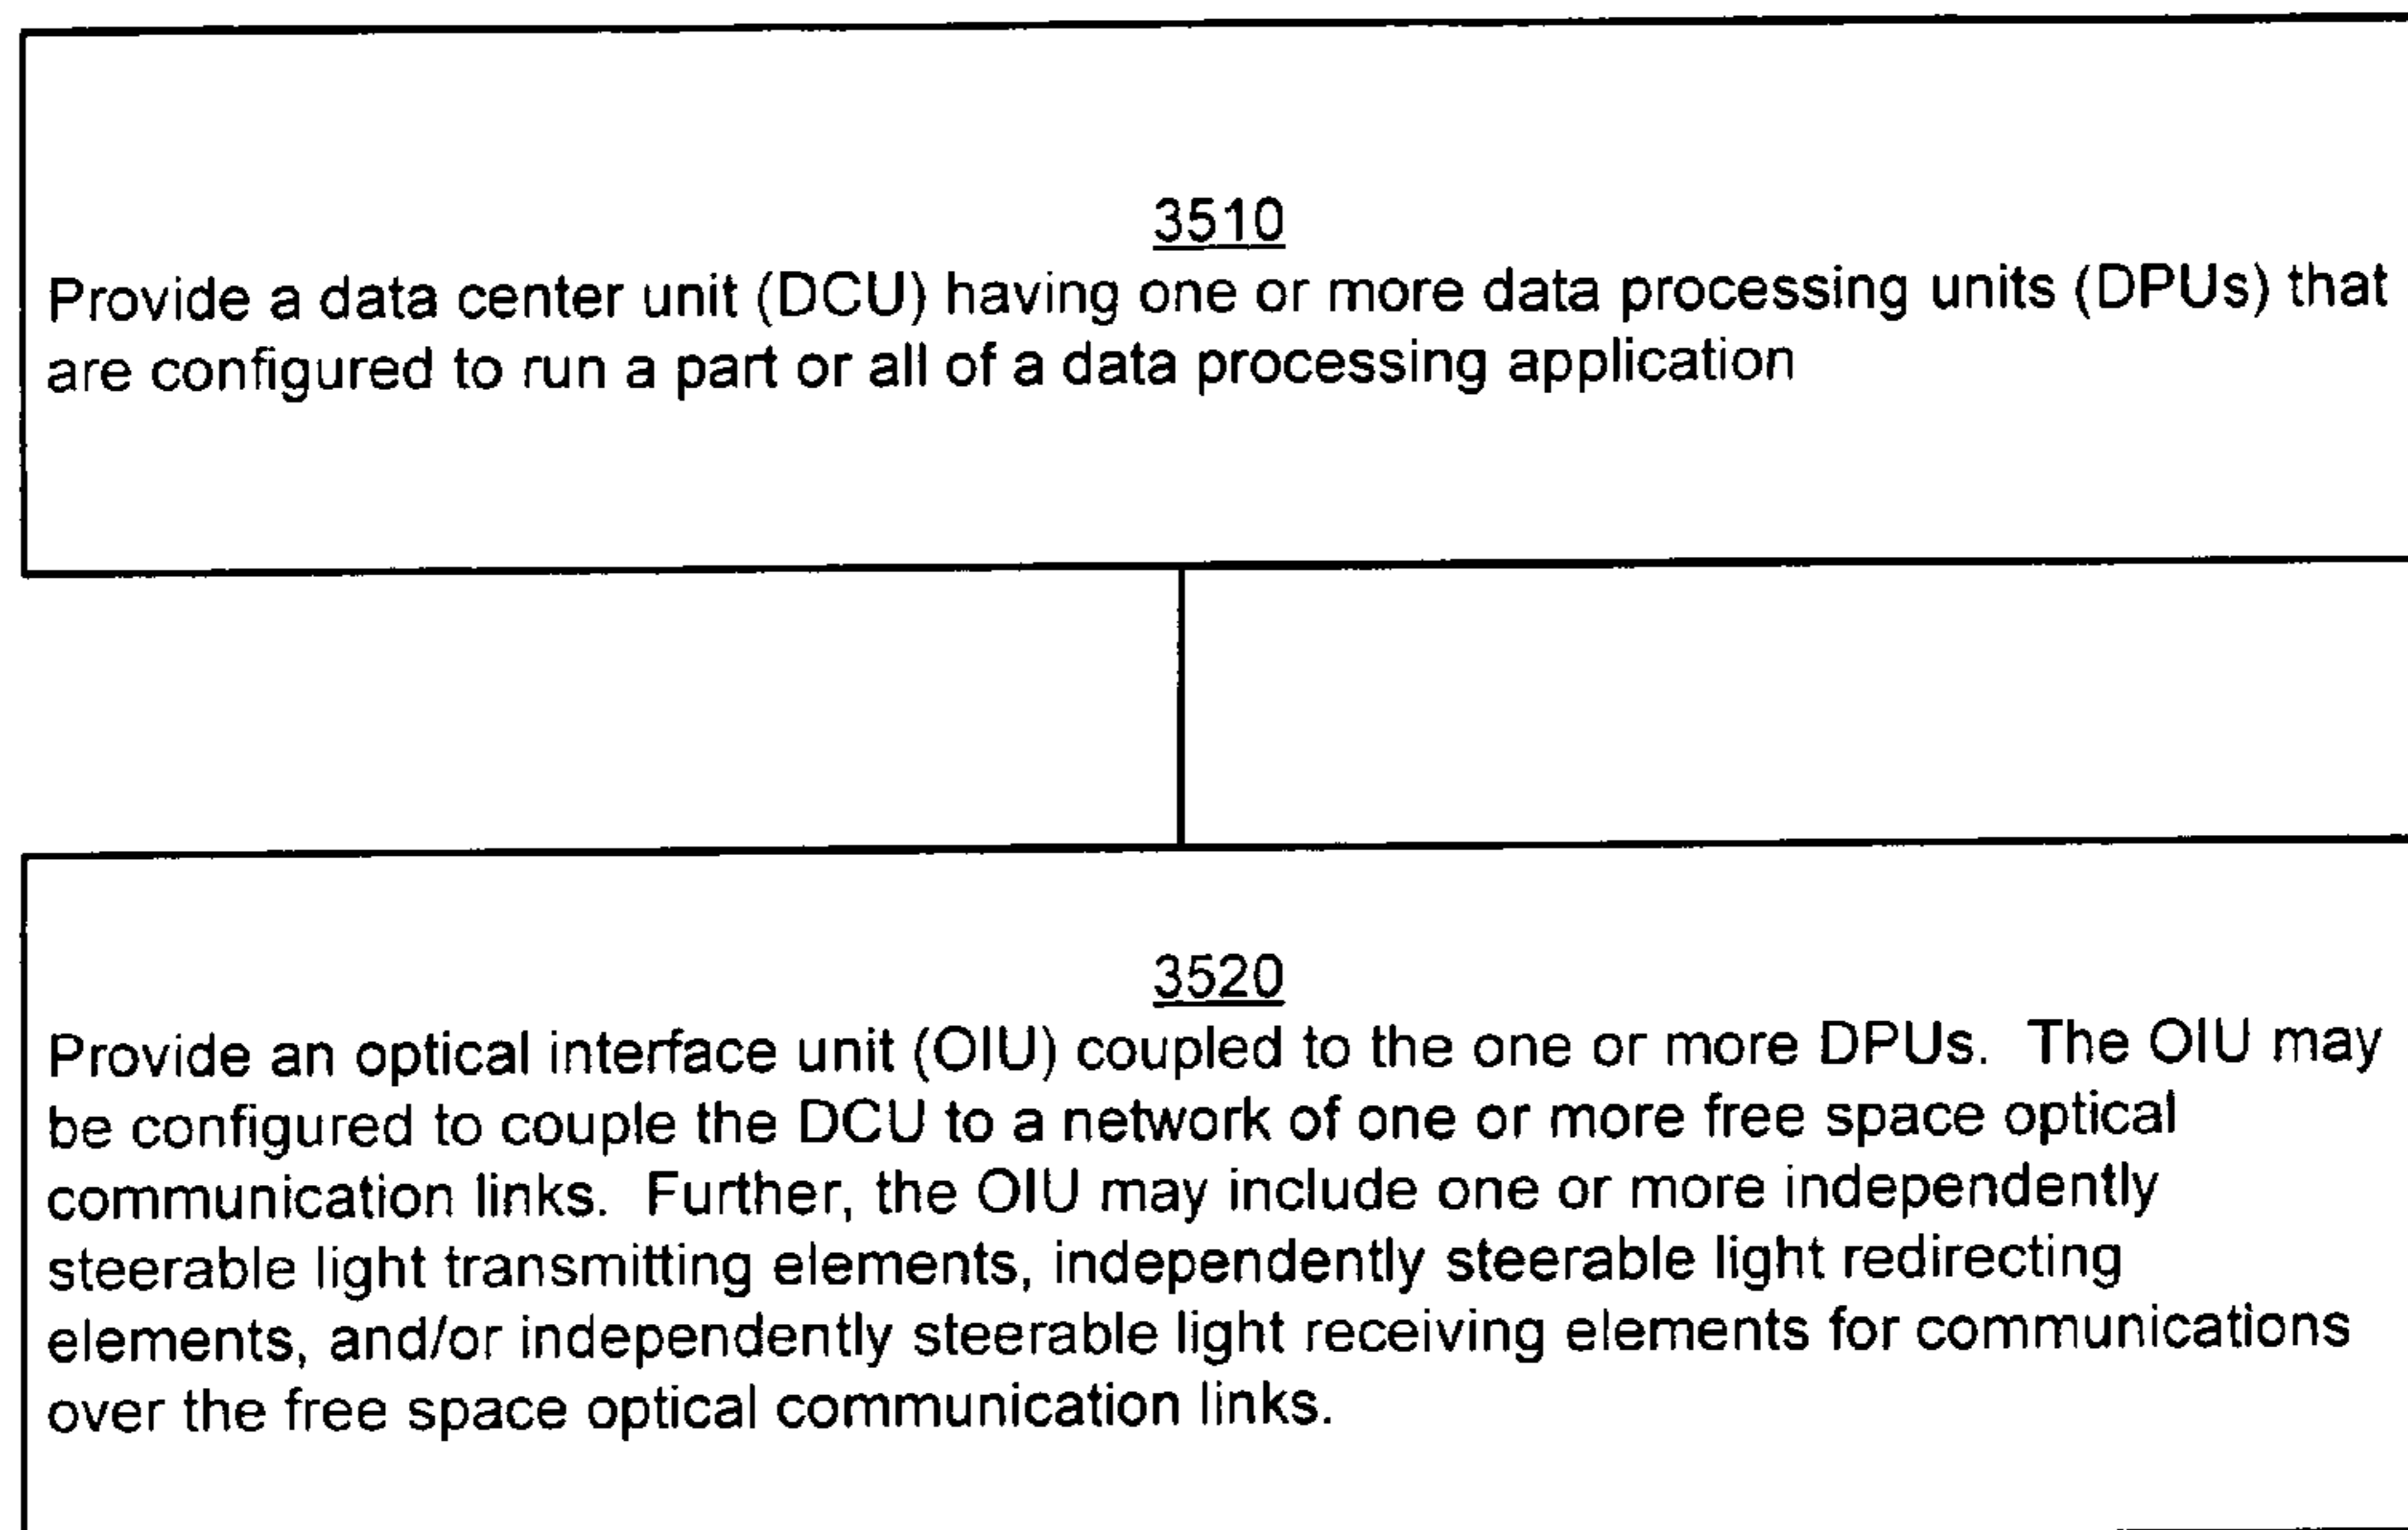 3510
Provide a data center unit (DCU) having one or more data processing units (DPUs) that
are configured to run a part or all of a data processing application
3520
Provide an optical interface unit (OIU) coupled to the one or more DPUs. The OIU may
be configured to couple the DCU to a network of one or more free space optical
communication links. Further, the OIU may include one or more independently
steerable light transmitting elements, independently steerable light redirecting
elements, and/or independently steerable light receiving elements for communications
over the free space optical communication links.